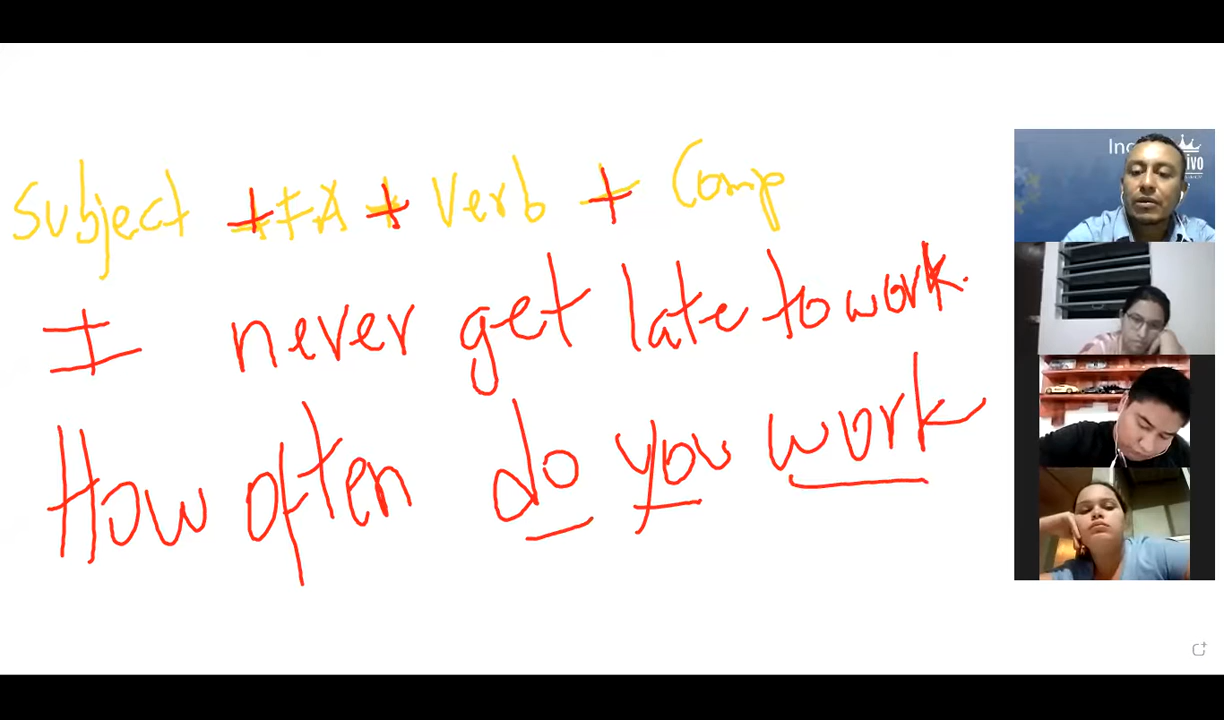 Subject + FA + Verb + Comp
I never get late to work.
How often do you work